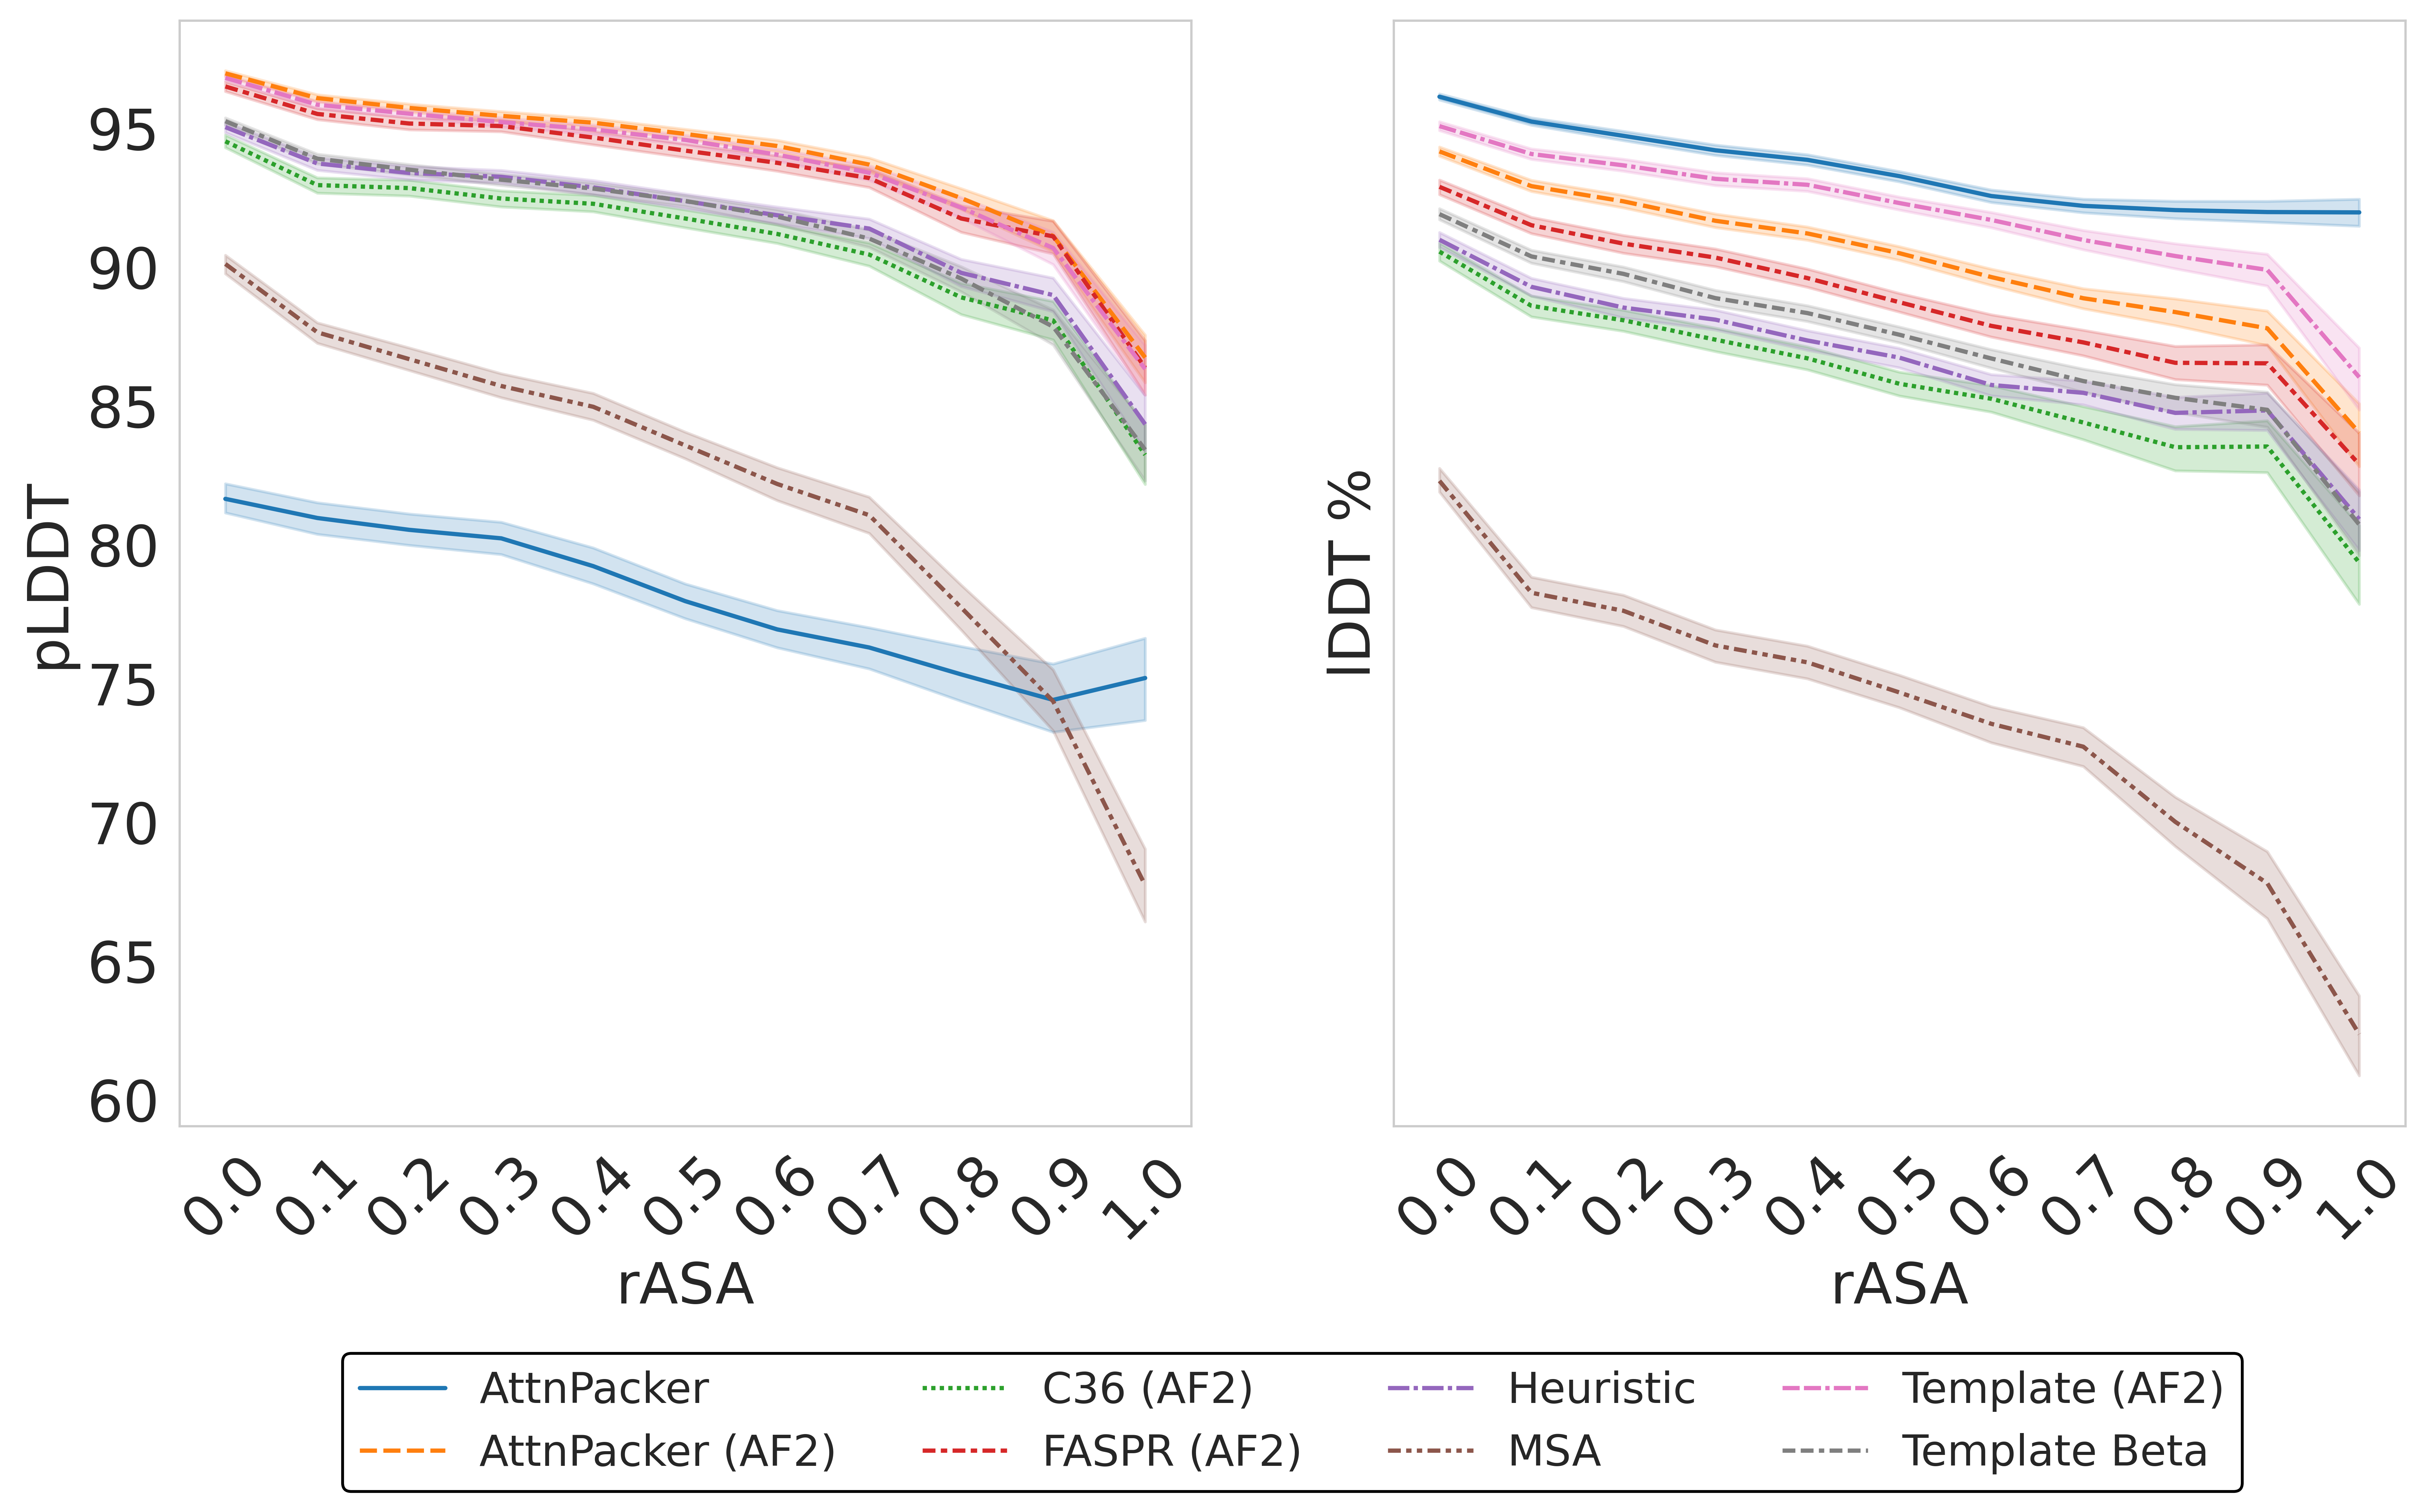 pLDDT
95
90
85
80
75
70
65
60
0.0 0.1 0.2 0.3 0.4 0.5 0.6 0.7 0.8 0.9 1.0
rASA
lDDT %
0.0 0.1 0.2 0.3 0.4 0.5 0.6 0.7 0.8 0.9 1.0
rASA
AttnPacker C36 (AF2) Heuristic Template (AF2)
AttnPacker (AF2) FASPR (AF2) MSA Template Beta